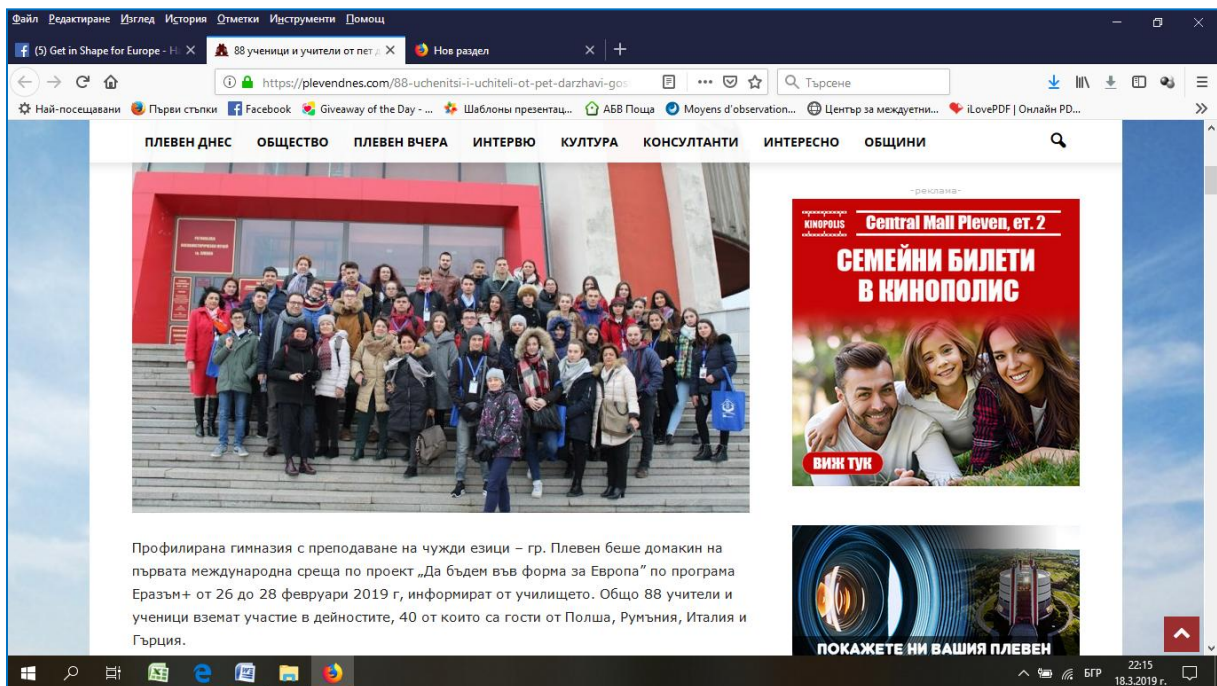 Файл Редактиране Изглед История Отметки Инструменти Помощ
(5) Get in Shape for Europe - H
88 ученици и учители от пет д
Нов раздел
https://plevendnes.com/88-uchenitsi-i-uchiteli-ot-pet-darzhavi-gos
Търсене
Най-посещавани Първи стъпки Facebook Giveaway of the Day - ... Шаблоны презентац... АБВ Поща Moyens d'observation... Център за междуетни... iLovePDF | Онлайн PD...
ПЛЕВЕН ДНЕС ОБЩЕСТВО ПЛЕВЕН ВЧЕРА ИНТЕРВЮ КУЛТУРА КОНСУЛТАНТИ ИНТЕРЕСНО ОБЩИНИ
-реклама-
KINOPOLIS Central Mall Pleven, ет. 2
СЕМЕЙНИ БИЛЕТИ
В КИНОПОЛИС
ВИЖ ТУК
Профилирана гимназия с преподаване на чужди езици – гр. Плевен беше домакин на
първата международна среща по проект „Да бъдем във форма за Европа” по програма
Еразъм+ от 26 до 28 февруари 2019 г, информират от училището. Общо 88 учители и
ученици вземат участие в дейностите, 40 от които са гости от Полша, Румъния, Италия и
Гърция.
ПОКАЖЕТЕ НИ ВАШИЯ ПЛЕВЕН
БГР
22:15
18.3.2019 г.